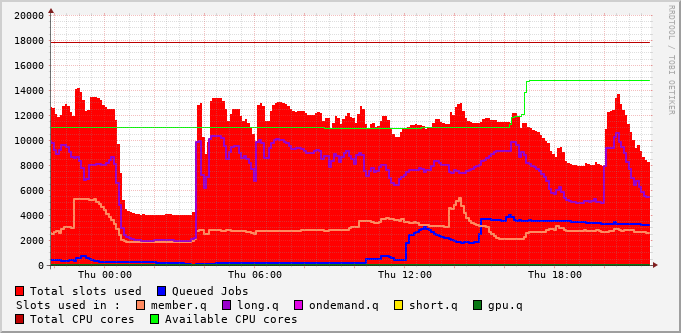 RRDTOOL / TOBI OETIKER
20000
18000
16000
14000
12000
10000
8000
6000
4000
2000
0
Thu 00:00 Thu 06:00 Thu 12:00 Thu 18:00
Total slots used Queued Jobs
Slots used in : member.q long.q ondemand.q short.q gpu.q
Total CPU cores Available CPU cores